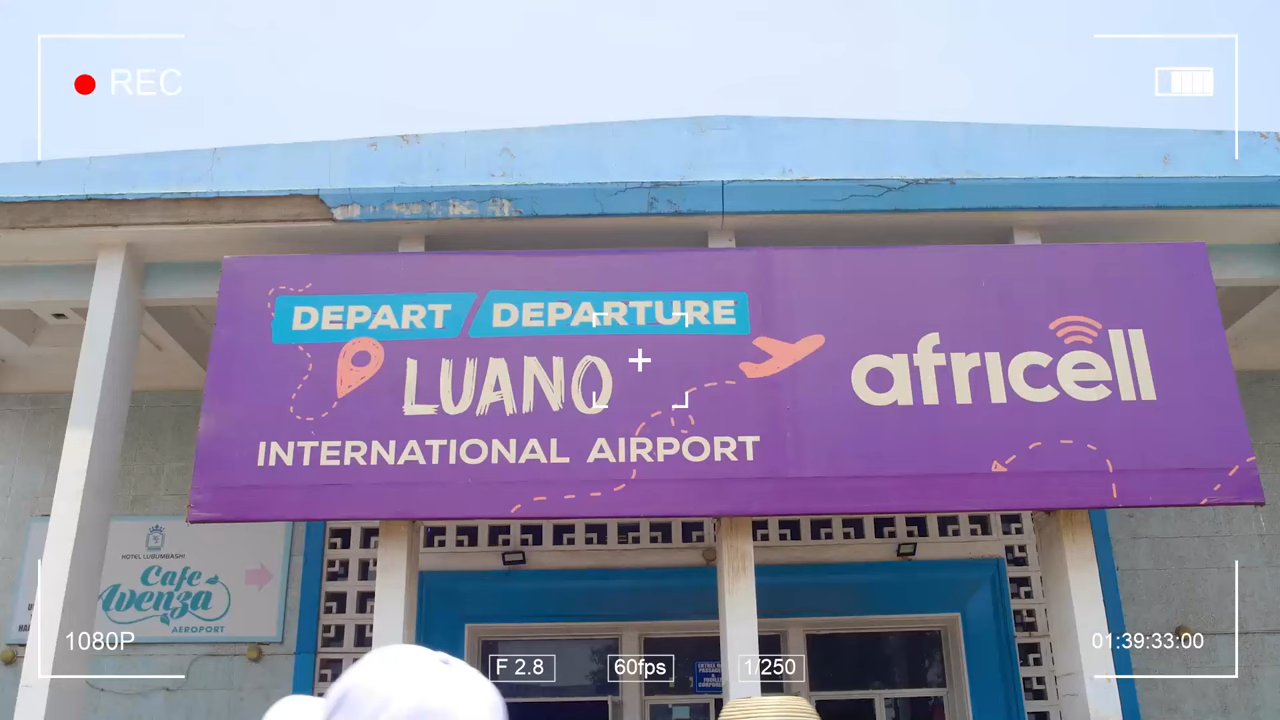 REC
DEPART DEPARTURE
LUANO
INTERNATIONAL AIRPORT
africell
HOTEL LUBUMBASHI
Cafe
Wenza
AEROPORT
1080P
F 2.8
60fps
1/250
01:39:33:00